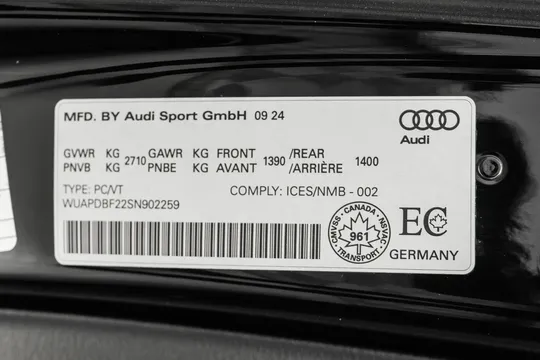 MFD. BY Audi Sport GmbH 09 24
Audi
GVWR KG 2710 GAWR KG FRONT 1390 /REAR 1400
PNVB KG PNBE KG AVANT /ARRIÈRE
TYPE: PC/VT COMPLY: ICES/NMB - 002
WUAPDBF22SN902259
CMVSS - CANADA - NSVAC
961
TRANSPORT
EC
GERMANY